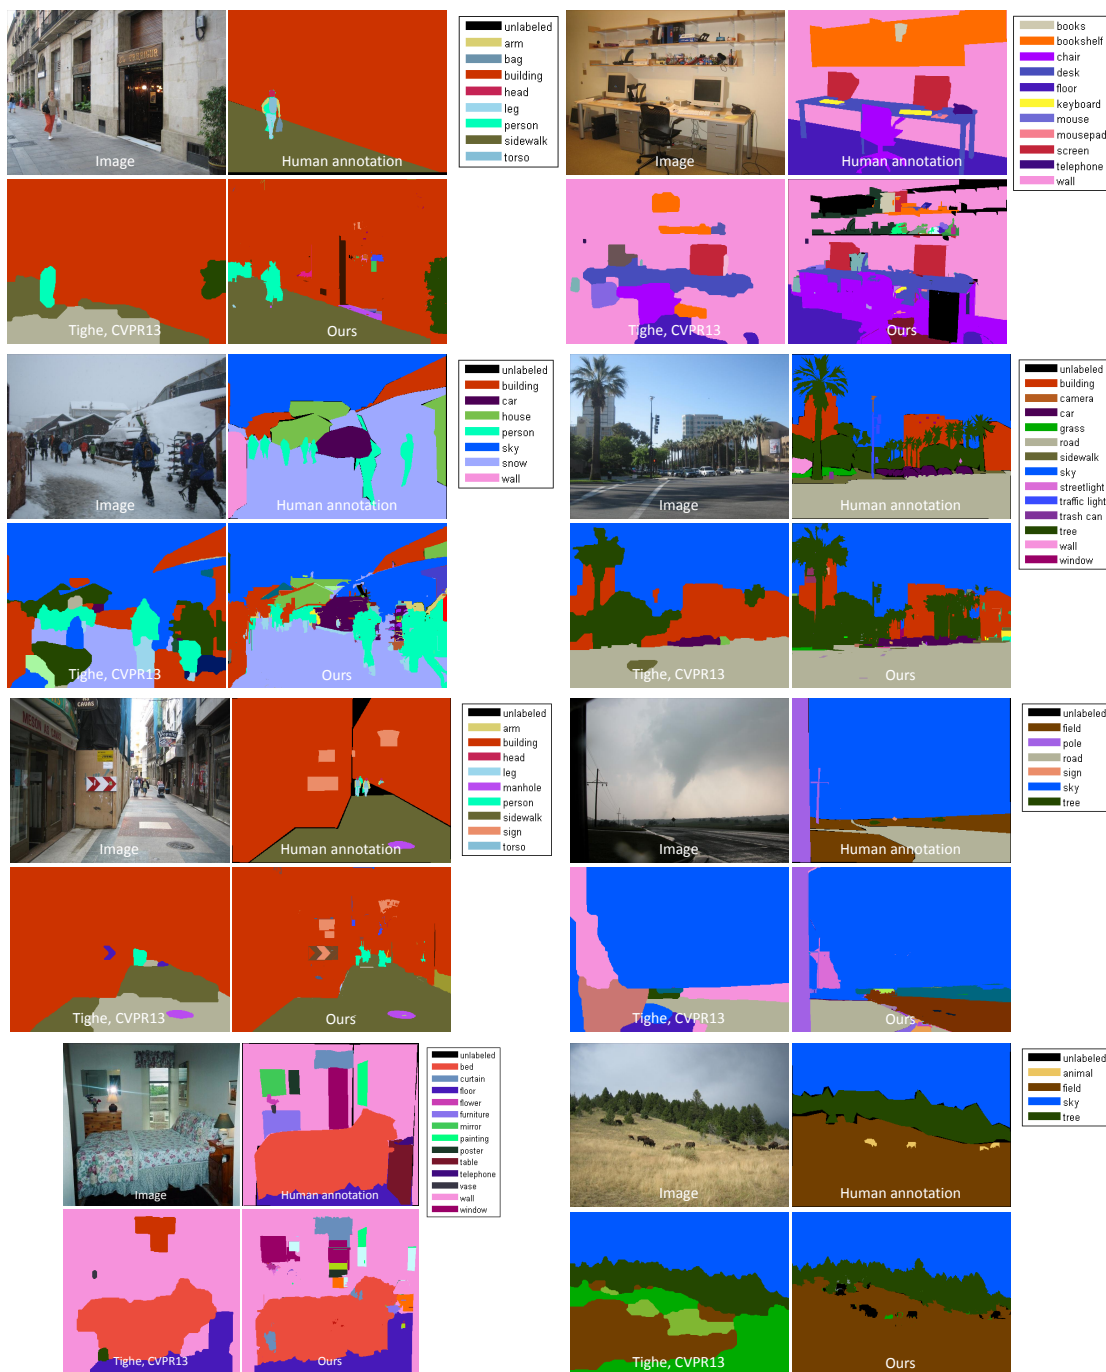 Image
Human annotation
unlabeled
arm
bag
building
head
leg
person
sidewalk
torso
Tighe, CVPR13
Ours
Image
Human annotation
books
bookshelf
chair
desk
floor
keyboard
mouse
mousepad
screen
telephone
wall
Tighe, CVPR13
Ours
Image
Human annotation
unlabeled
building
car
house
person
sky
snow
wall
Tighe, CVPR13
Ours
Image
Human annotation
unlabeled
building
camera
car
grass
road
sidewalk
sky
streetlight
traffic light
trash can
tree
wall
window
Tighe, CVPR13
Ours
CAVAS
Image
Human annotation
unlabeled
arm
building
head
leg
manhole
person
sidewalk
sign
torso
Tighe, CVPR13
Ours
Image
Human annotation
unlabeled
field
pole
road
sign
sky
tree
Tighe, CVPR13
Ours
Image
Human annotation
unlabeled
bed
curtain
floor
flower
furniture
mirror
painting
poster
table
telephone
vase
wall
window
Tighe, CVPR13
Ours
Image
Human annotation
unlabeled
animal
field
sky
tree
Tighe, CVPR13
Ours